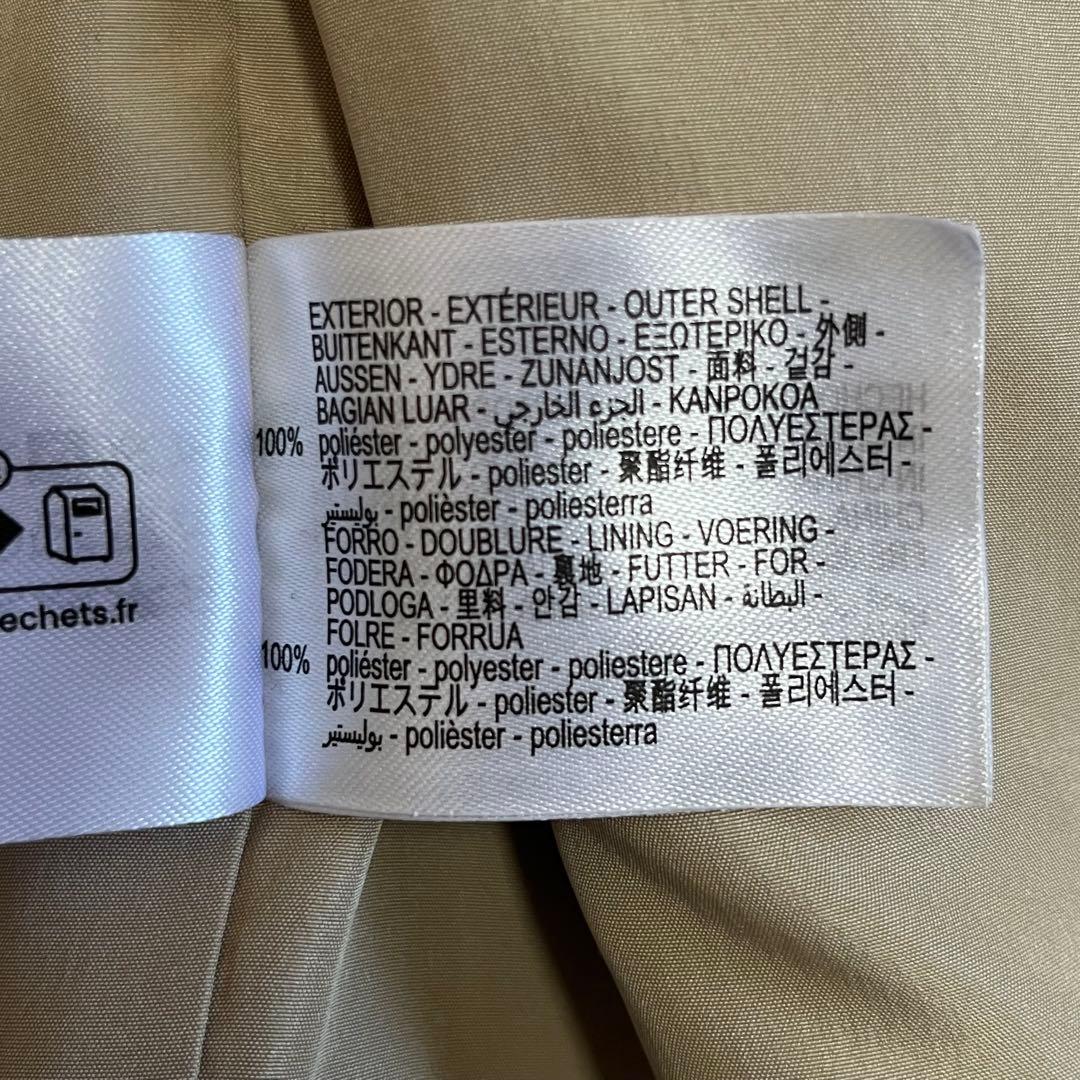 EXTERIOR - EXTÉRIEUR - OUTER SHELL -
BUITENKANT - ESTERNO - ΕΞΩΤΕΡΙΚΟ - 外側 -
AUSSEN - YDRE - ZUNANJOST - 面料 - 겉감 -
BAGIAN LUAR - الجزء الخارجي - KANPOKOA
100% poliéster - polyester - poliestere - ΠΟΛΥΕΣΤΕΡΑΣ -
ポリエステル - poliester - 聚酯纤维 - 폴리에스터 -
بوليستير - polièster - poliesterra
FORRO - DOUBLURE - LINING - VOERING -
FODERA - ΦΟΔΡΑ - 裏地 - FUTTER - FOR -
PODLOGA - 里料 - 안감 - LAPISAN - البطانة -
FOLRE - FORRUA
100% poliéster - polyester - poliestere - ΠΟΛΥΕΣΤΕΡΑΣ -
ポリエステル - poliester - 聚酯纤维 - 폴리에스터 -
بوليستير - polièster - poliesterra
echets.fr